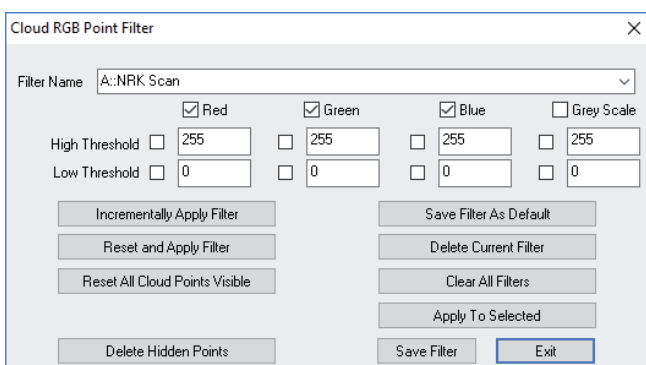 Cloud RGB Point Filter
Filter Name A::NRK Scan
Red Green Blue Grey Scale
High Threshold 255 255 255 255
Low Threshold 0 0 0 0
Incrementally Apply Filter Save Filter As Default
Reset and Apply Filter Delete Current Filter
Reset All Cloud Points Visible Clear All Filters
Apply To Selected
Delete Hidden Points Save Filter Exit